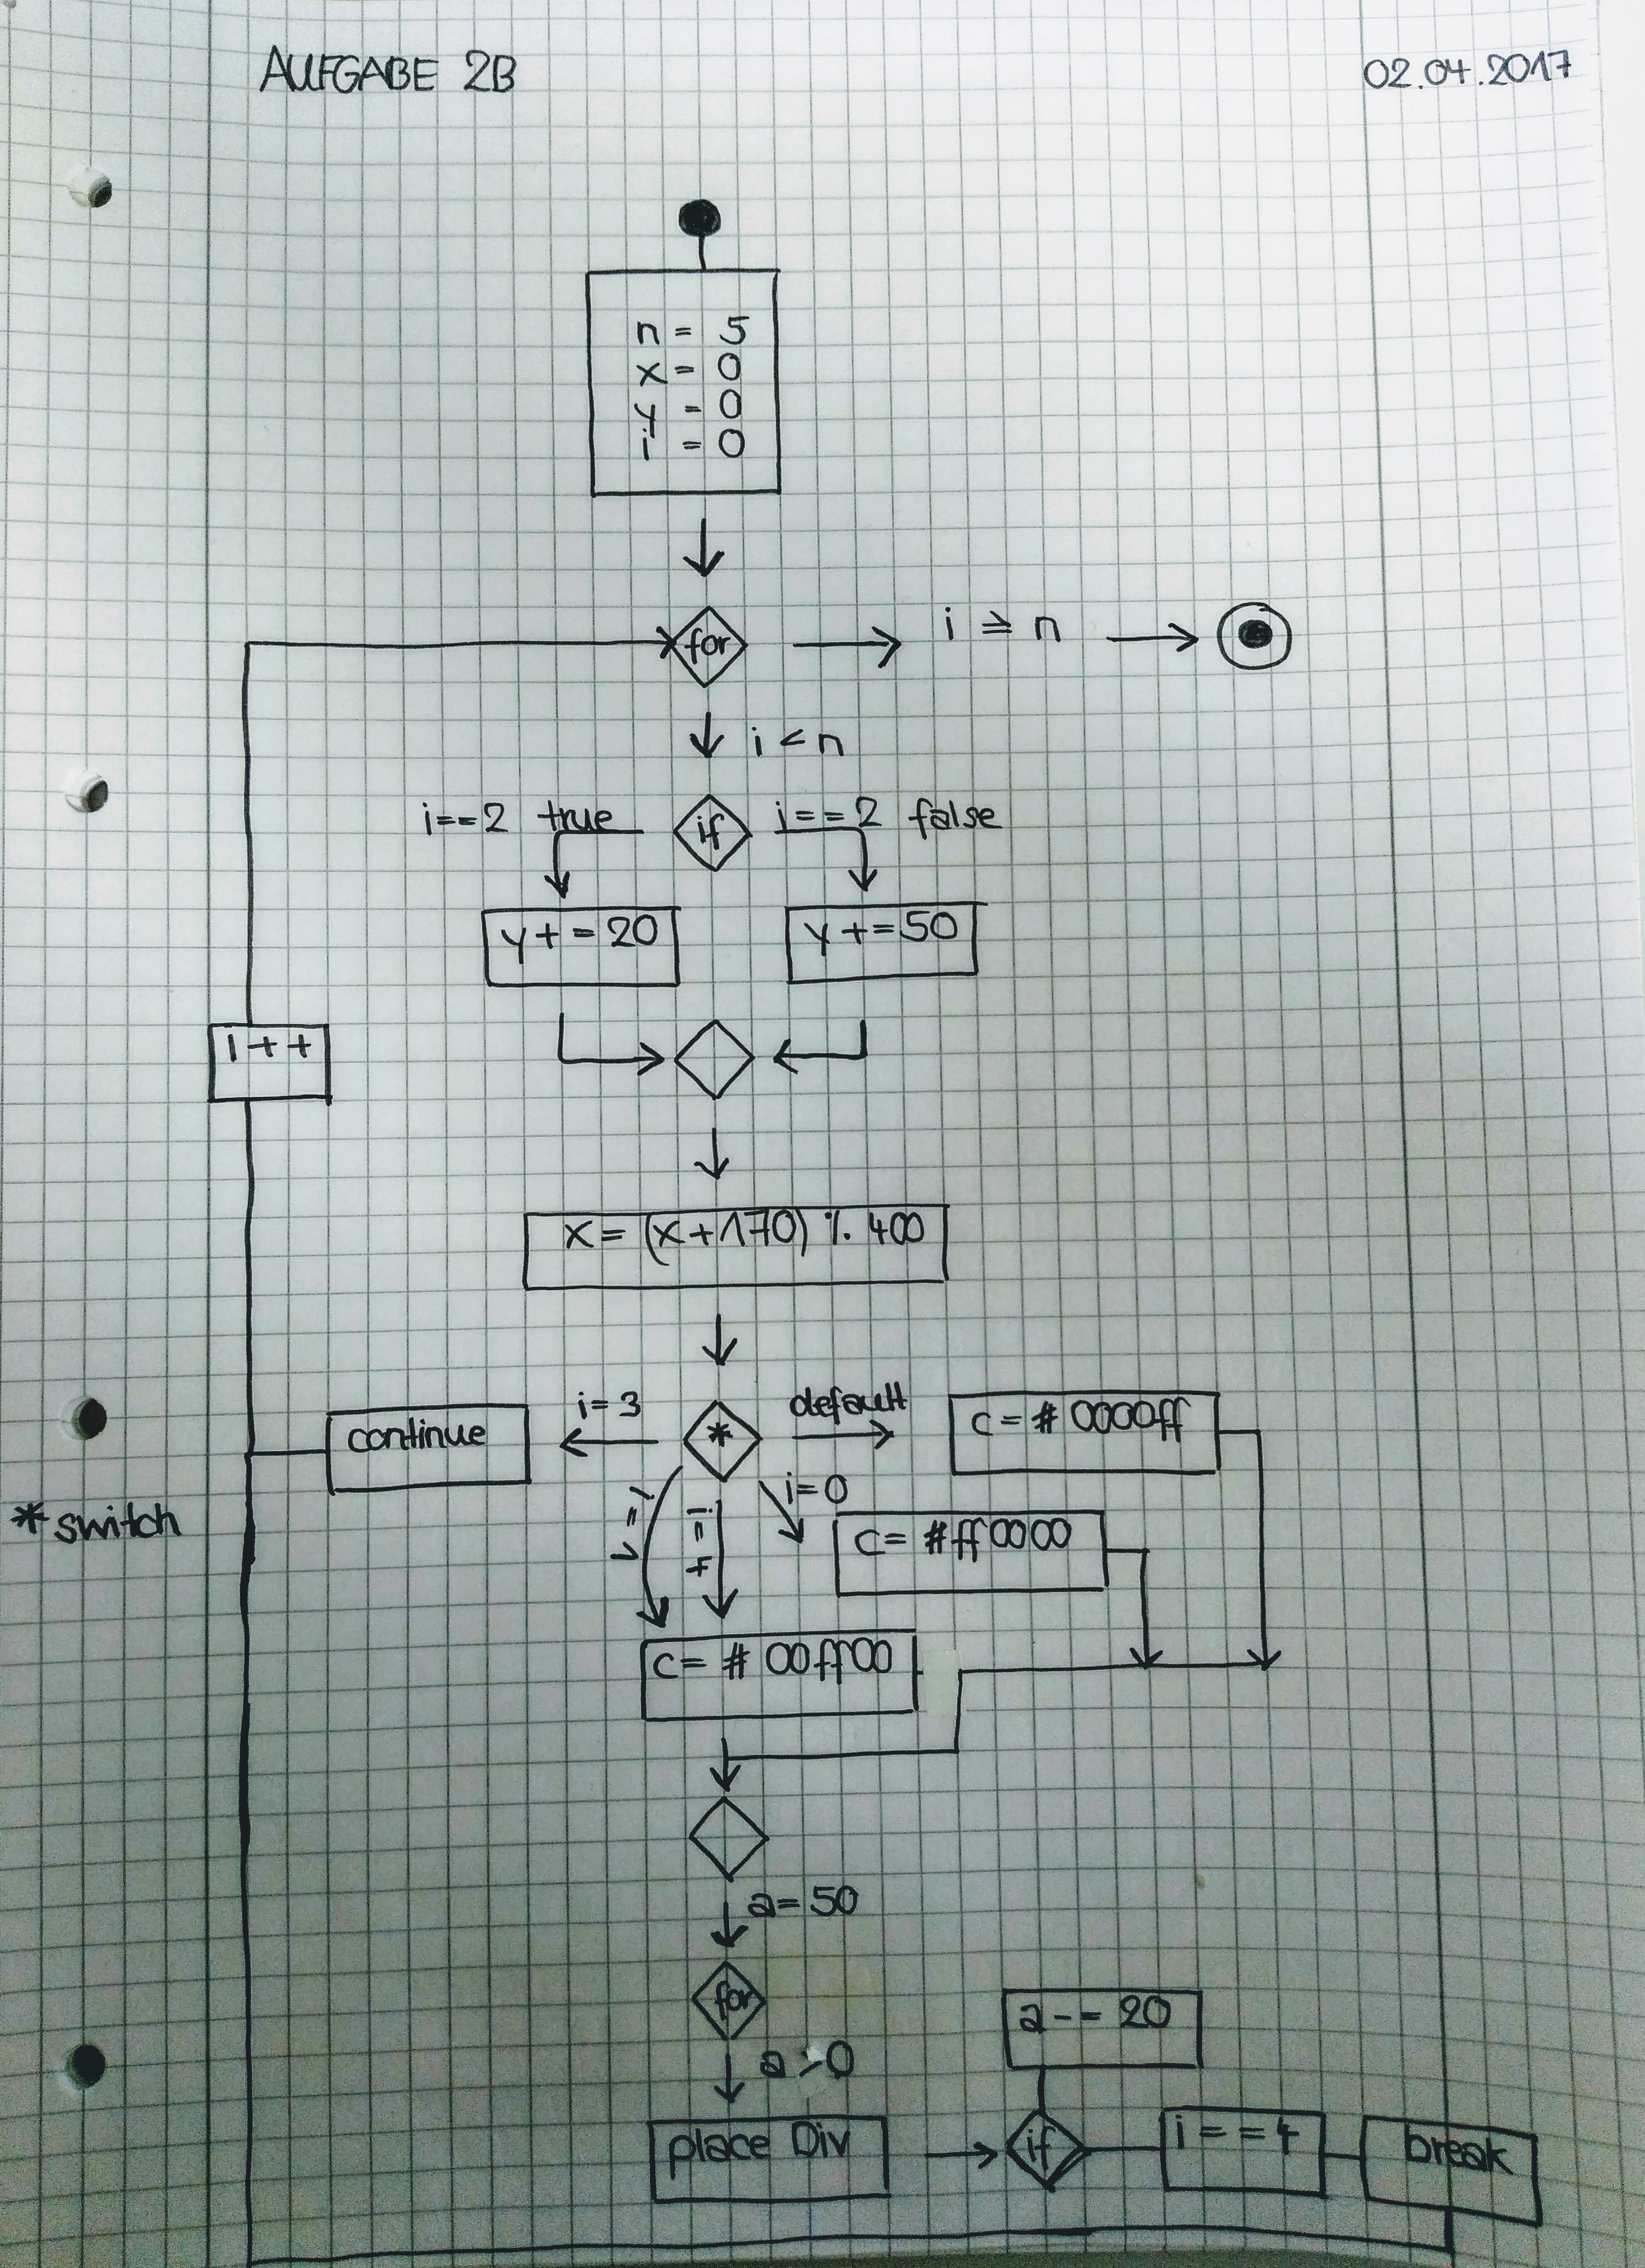 AUFGABE 2B
02.04.2017
n = 5
x = 0
y = 0
i = 0
for
i ≥ n
i < n
i==2 true
if
i==2 false
y+=20
y+=50
i++
x=(x+170) % 400
continue
i=3
*
default
c=# 0000ff
* switch
i=1
i=4
i=0
c= #ff0000
c= # 00ff00
a=50
for
a -= 20
a >0
place Div
if
i==4
break